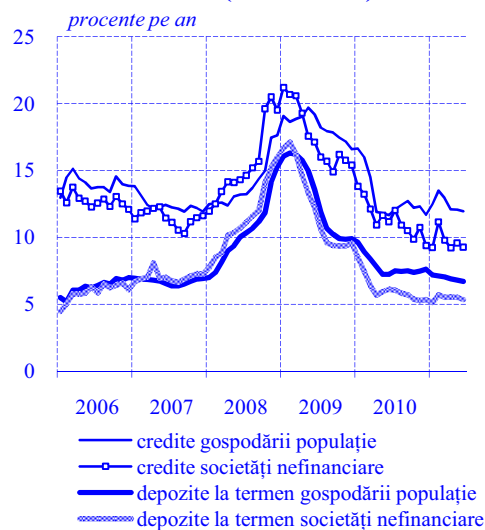 procente pe an
25
20
15
10
5
0
2006 2007 2008 2009 2010
credite gospodării populație
credite societăți nefinanciare
depozite la termen gospodării populație
depozite la termen societăți nefinanciare